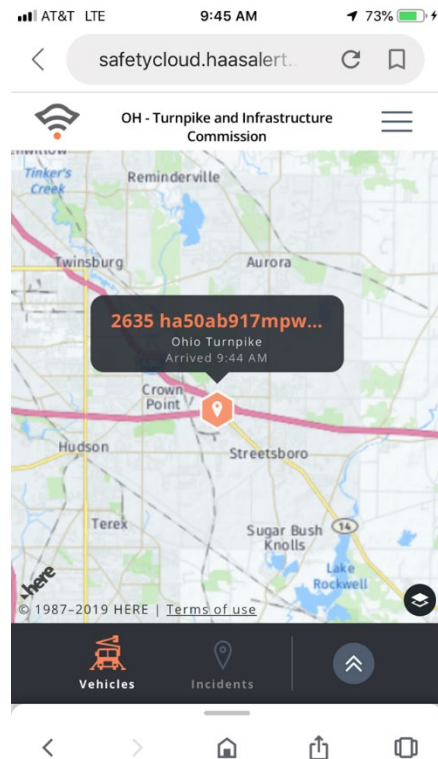 AT&T LTE 9:45 AM 73%
safetycloud.haasalert..
OH - Turnpike and Infrastructure
Commission
Tinker's
Creek
Reminderville
Twinsburg
Aurora
2635 ha50ab917mpw...
Ohio Turnpike
Arrived 9:44 AM
Crown
Point
Hudson
Streetsboro
Terex
Sugar Bush
Knolls
14
Lake
Rockwell
here
© 1987–2019 HERE | Terms of use
Vehicles Incidents